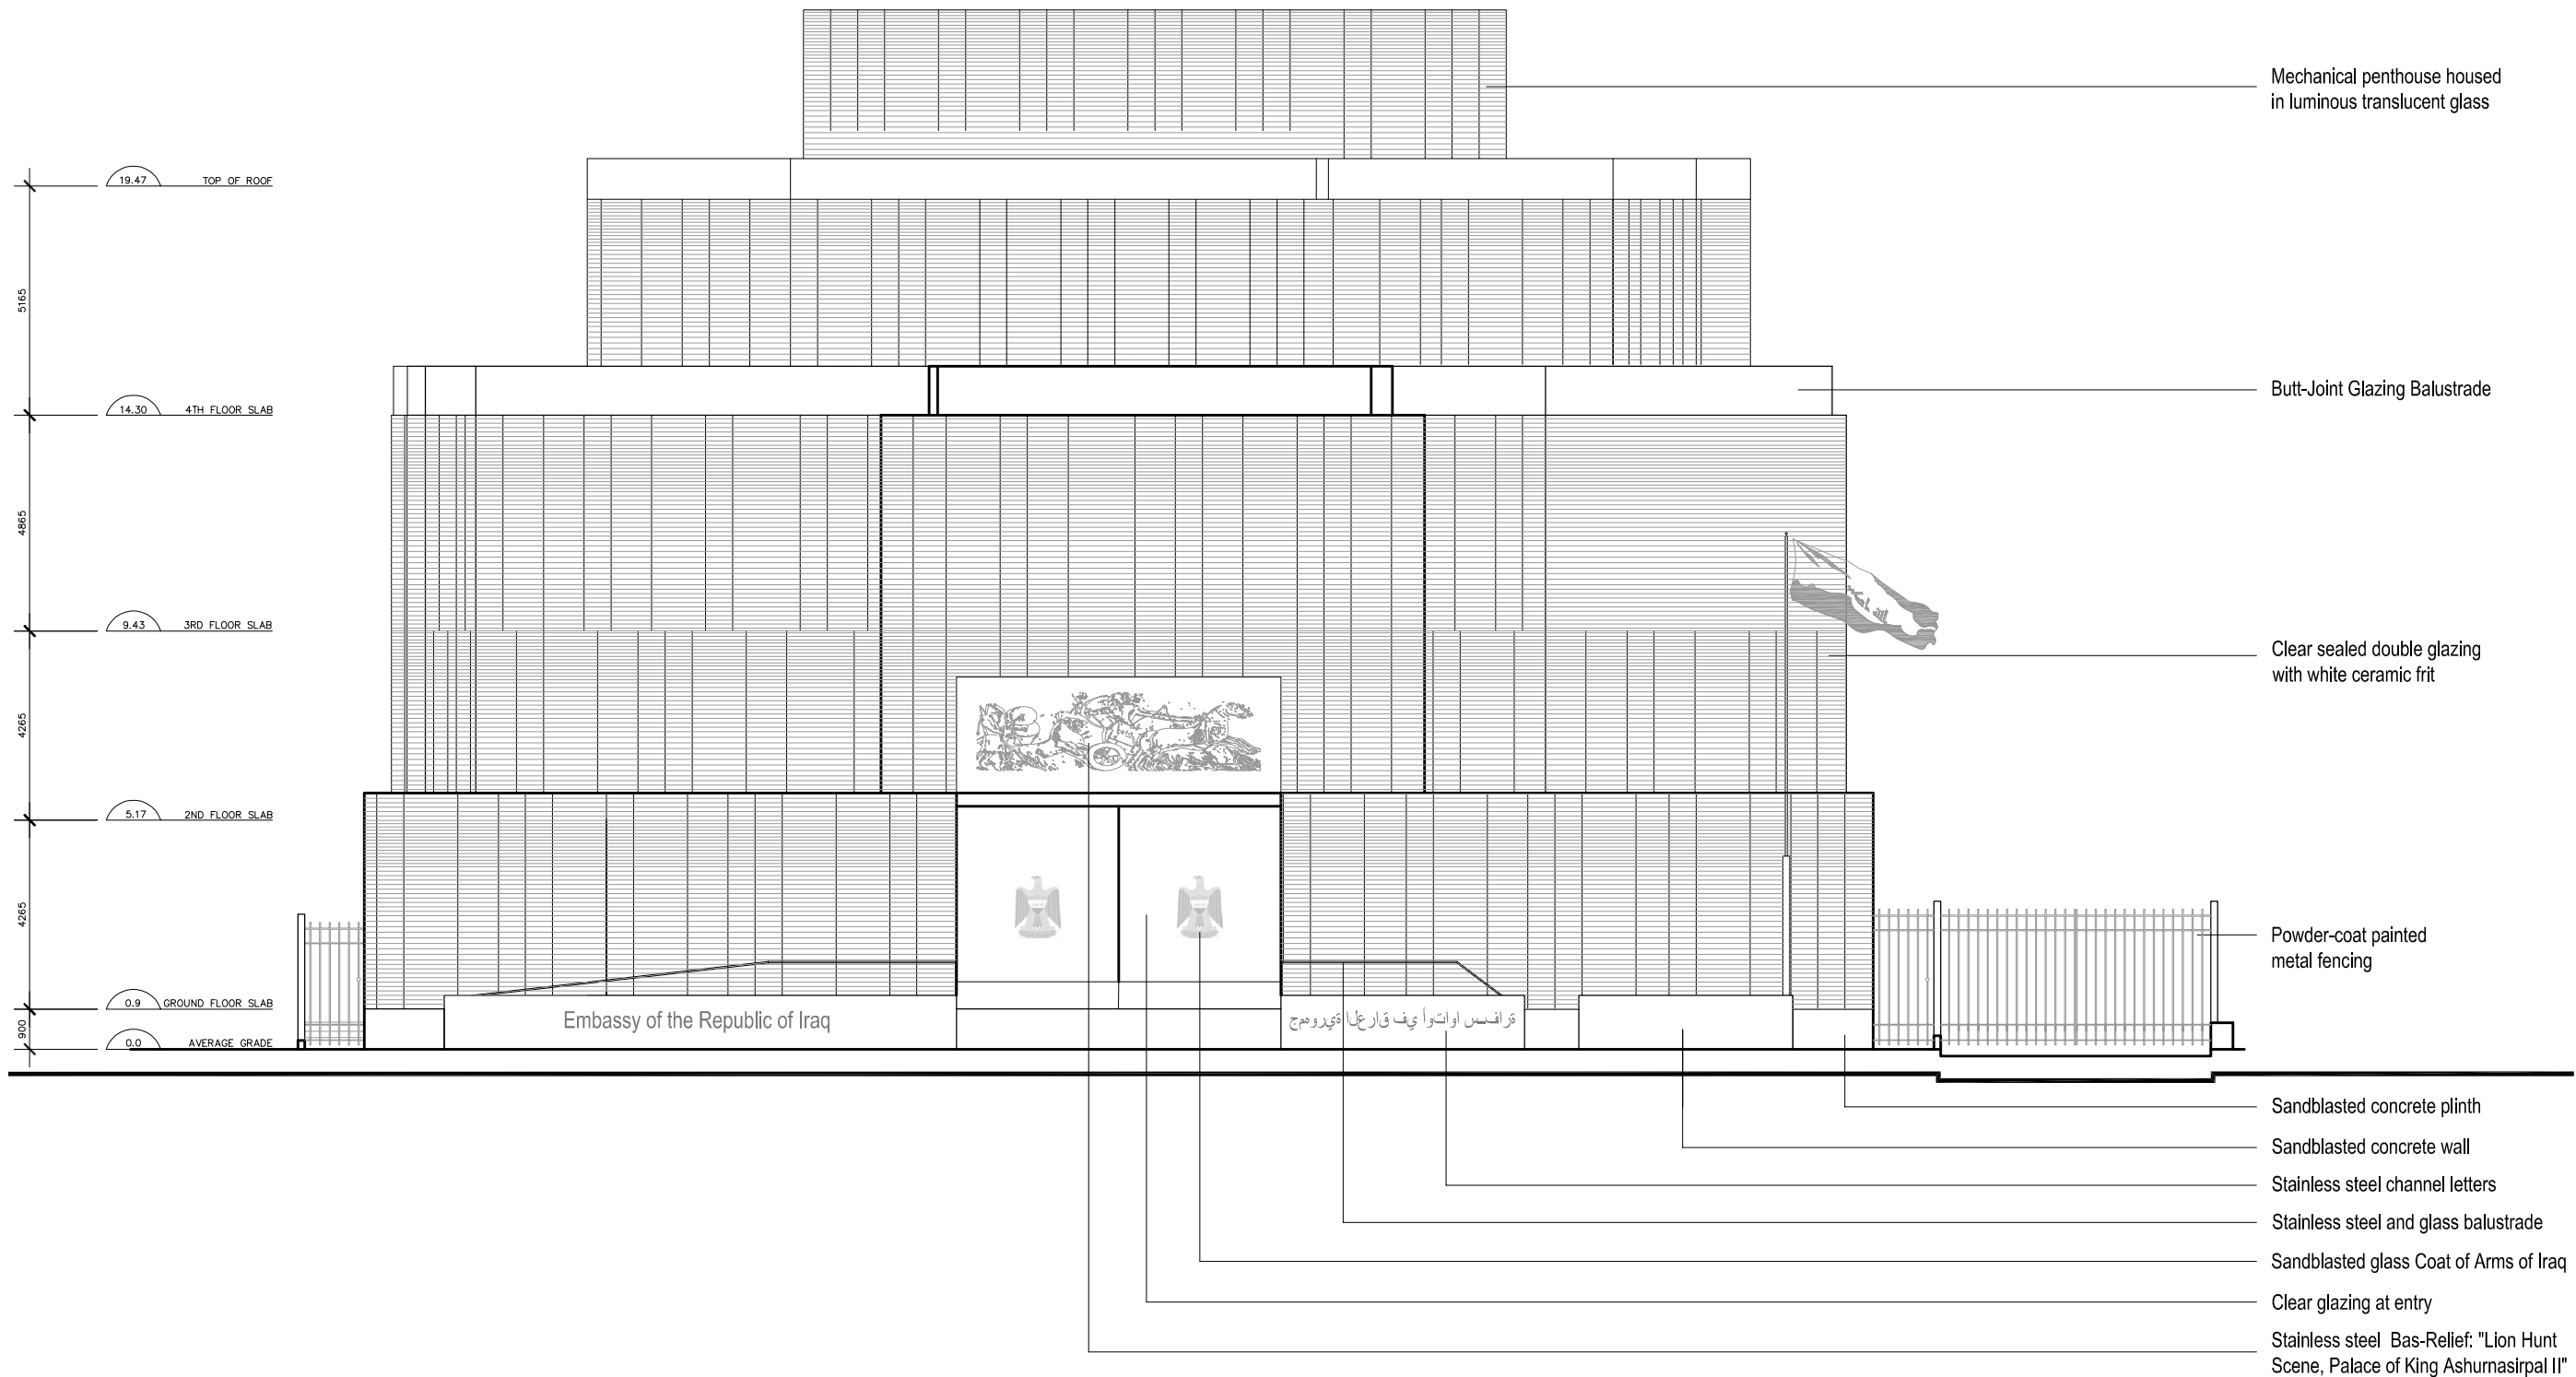 Mechanical penthouse housed
in luminous translucent glass
19.47 TOP OF ROOF
5165
14.30 4TH FLOOR SLAB
Butt-Joint Glazing Balustrade
4865
9.43 3RD FLOOR SLAB
Clear sealed double glazing
with white ceramic frit
4265
5.17 2ND FLOOR SLAB
4265
Powder-coat painted
metal fencing
0.9 GROUND FLOOR SLAB
900
Embassy of the Republic of Iraq
ةرافــس اواتوأ يف قارعلا ةيروهمج
0.0 AVERAGE GRADE
Sandblasted concrete plinth
Sandblasted concrete wall
Stainless steel channel letters
Stainless steel and glass balustrade
Sandblasted glass Coat of Arms of Iraq
Clear glazing at entry
Stainless steel Bas-Relief: "Lion Hunt
Scene, Palace of King Ashurnasirpal II"